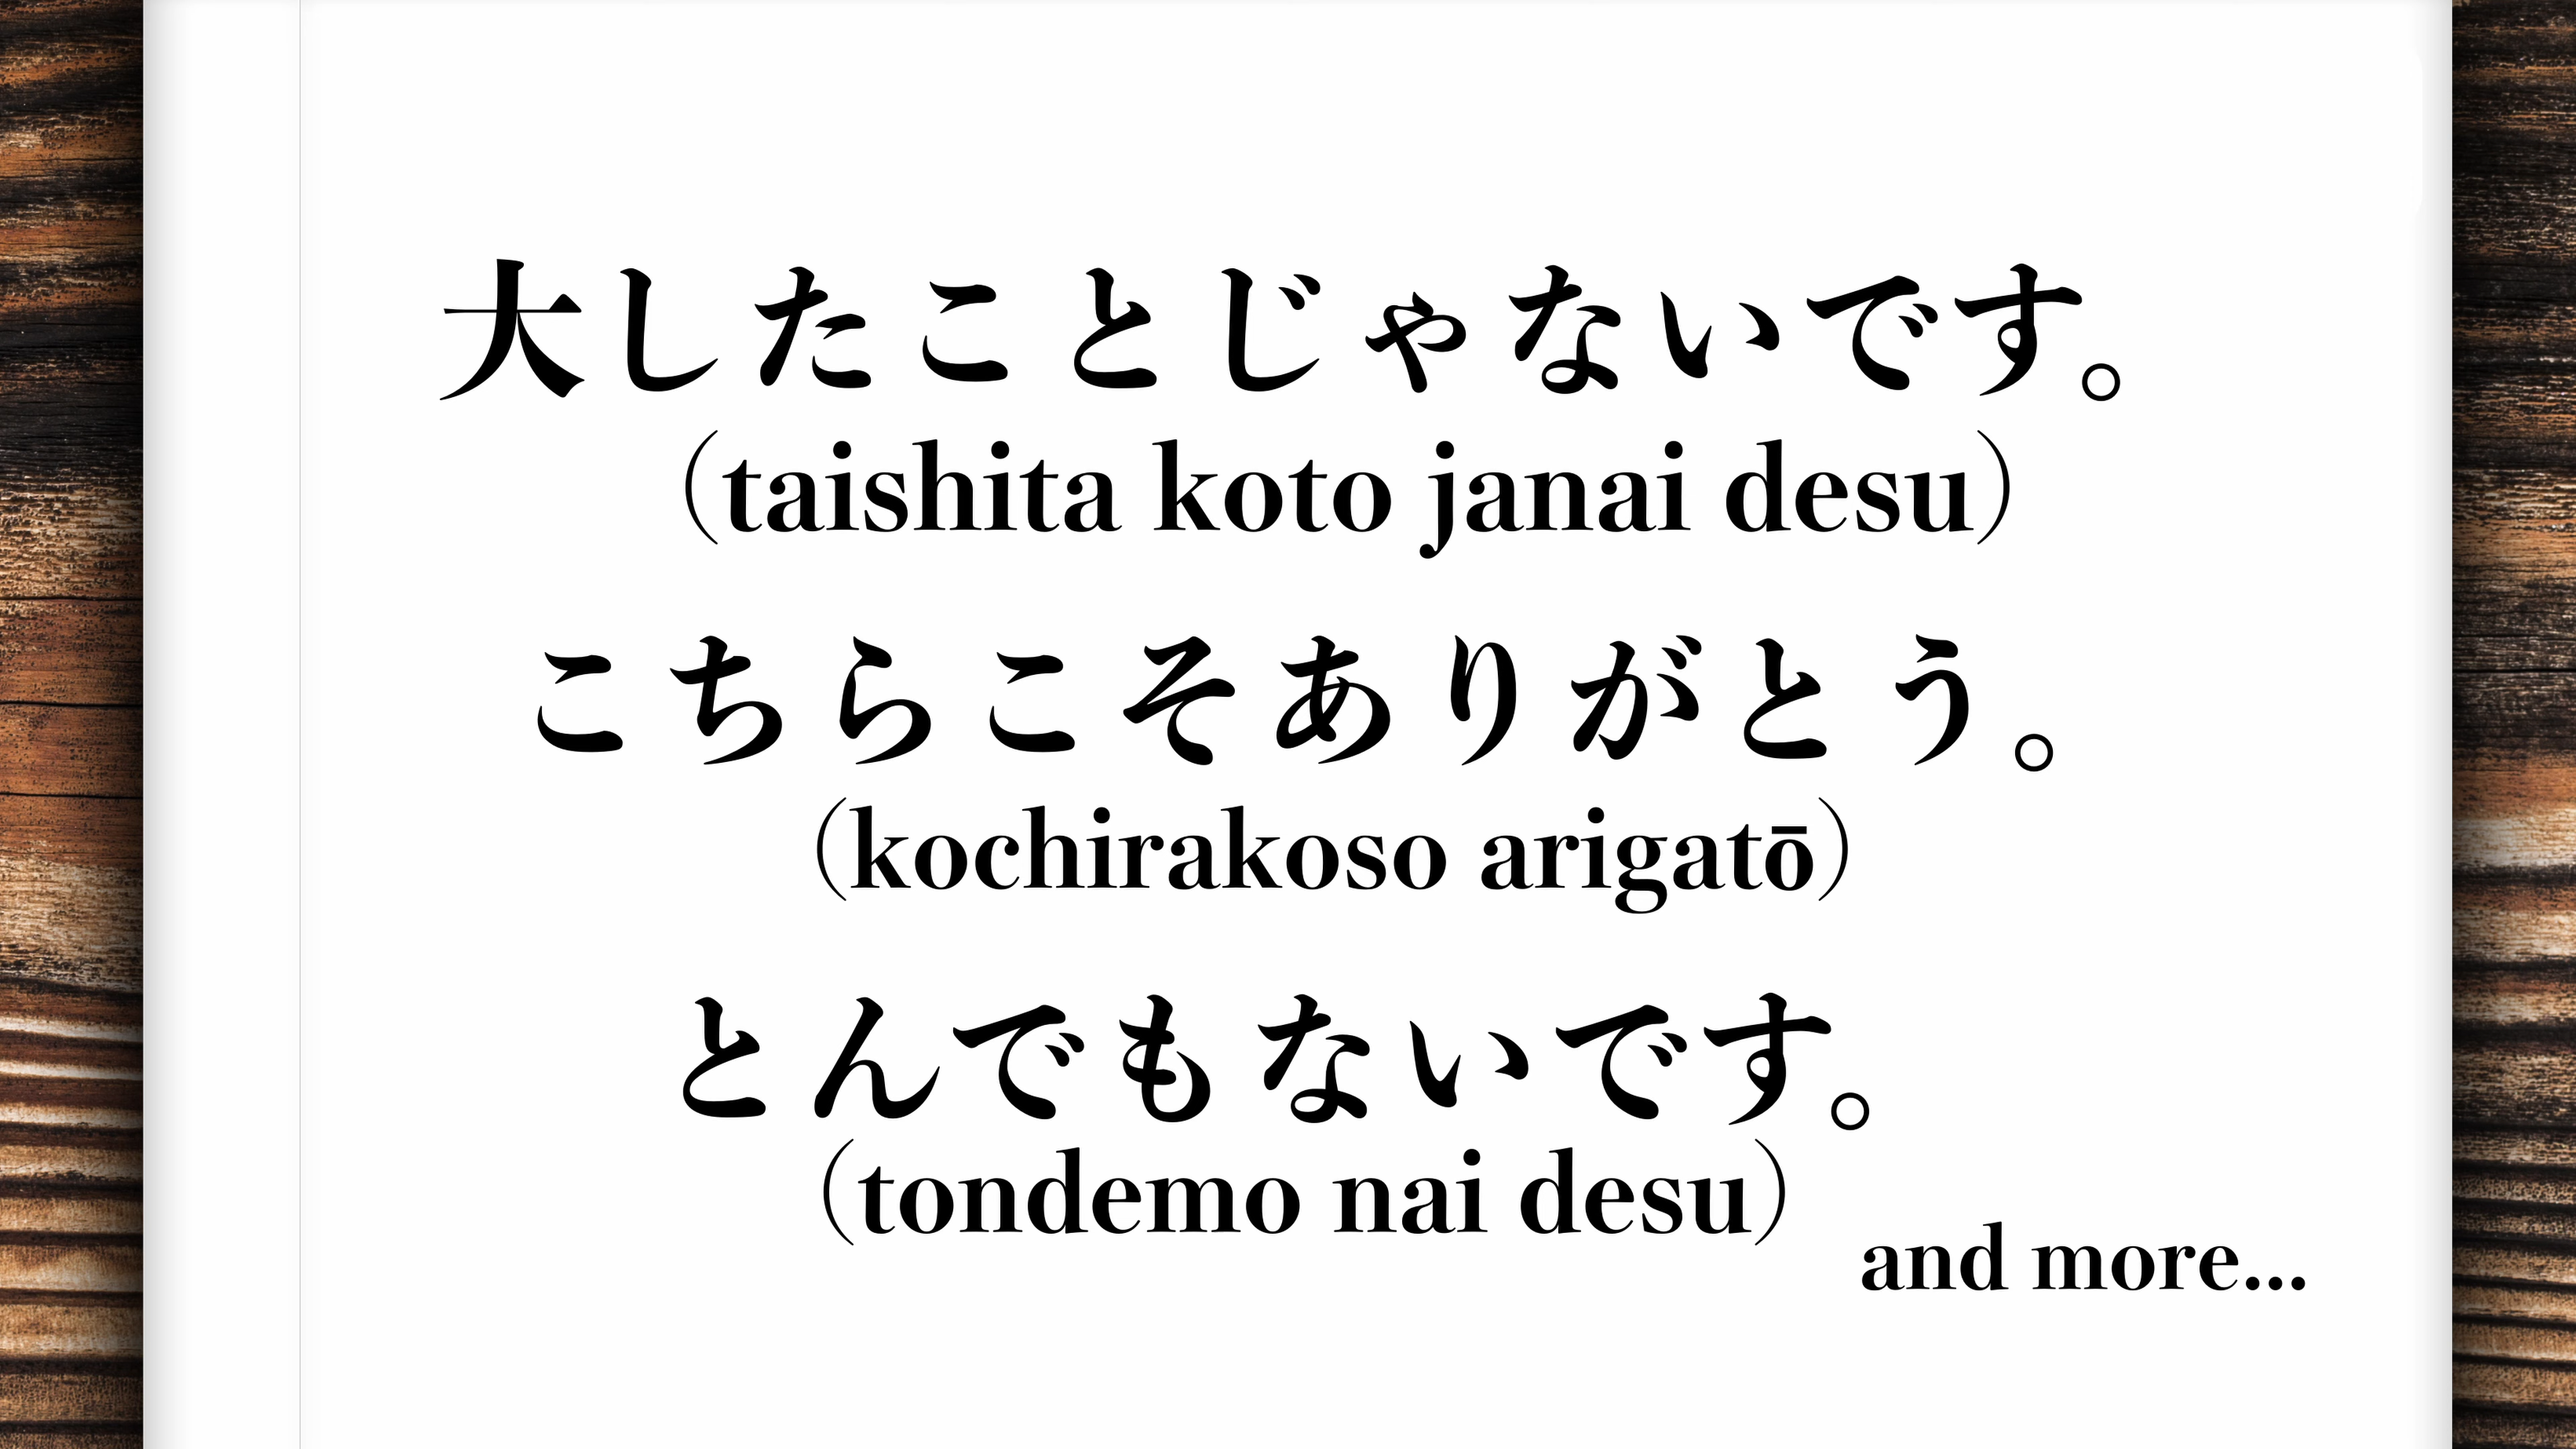 大したことじゃないです。
（taishita koto janai desu）
こちらこそありがとう。
（kochirakoso arigatō）
とんでもないです。
（tondemo nai desu）
and more...